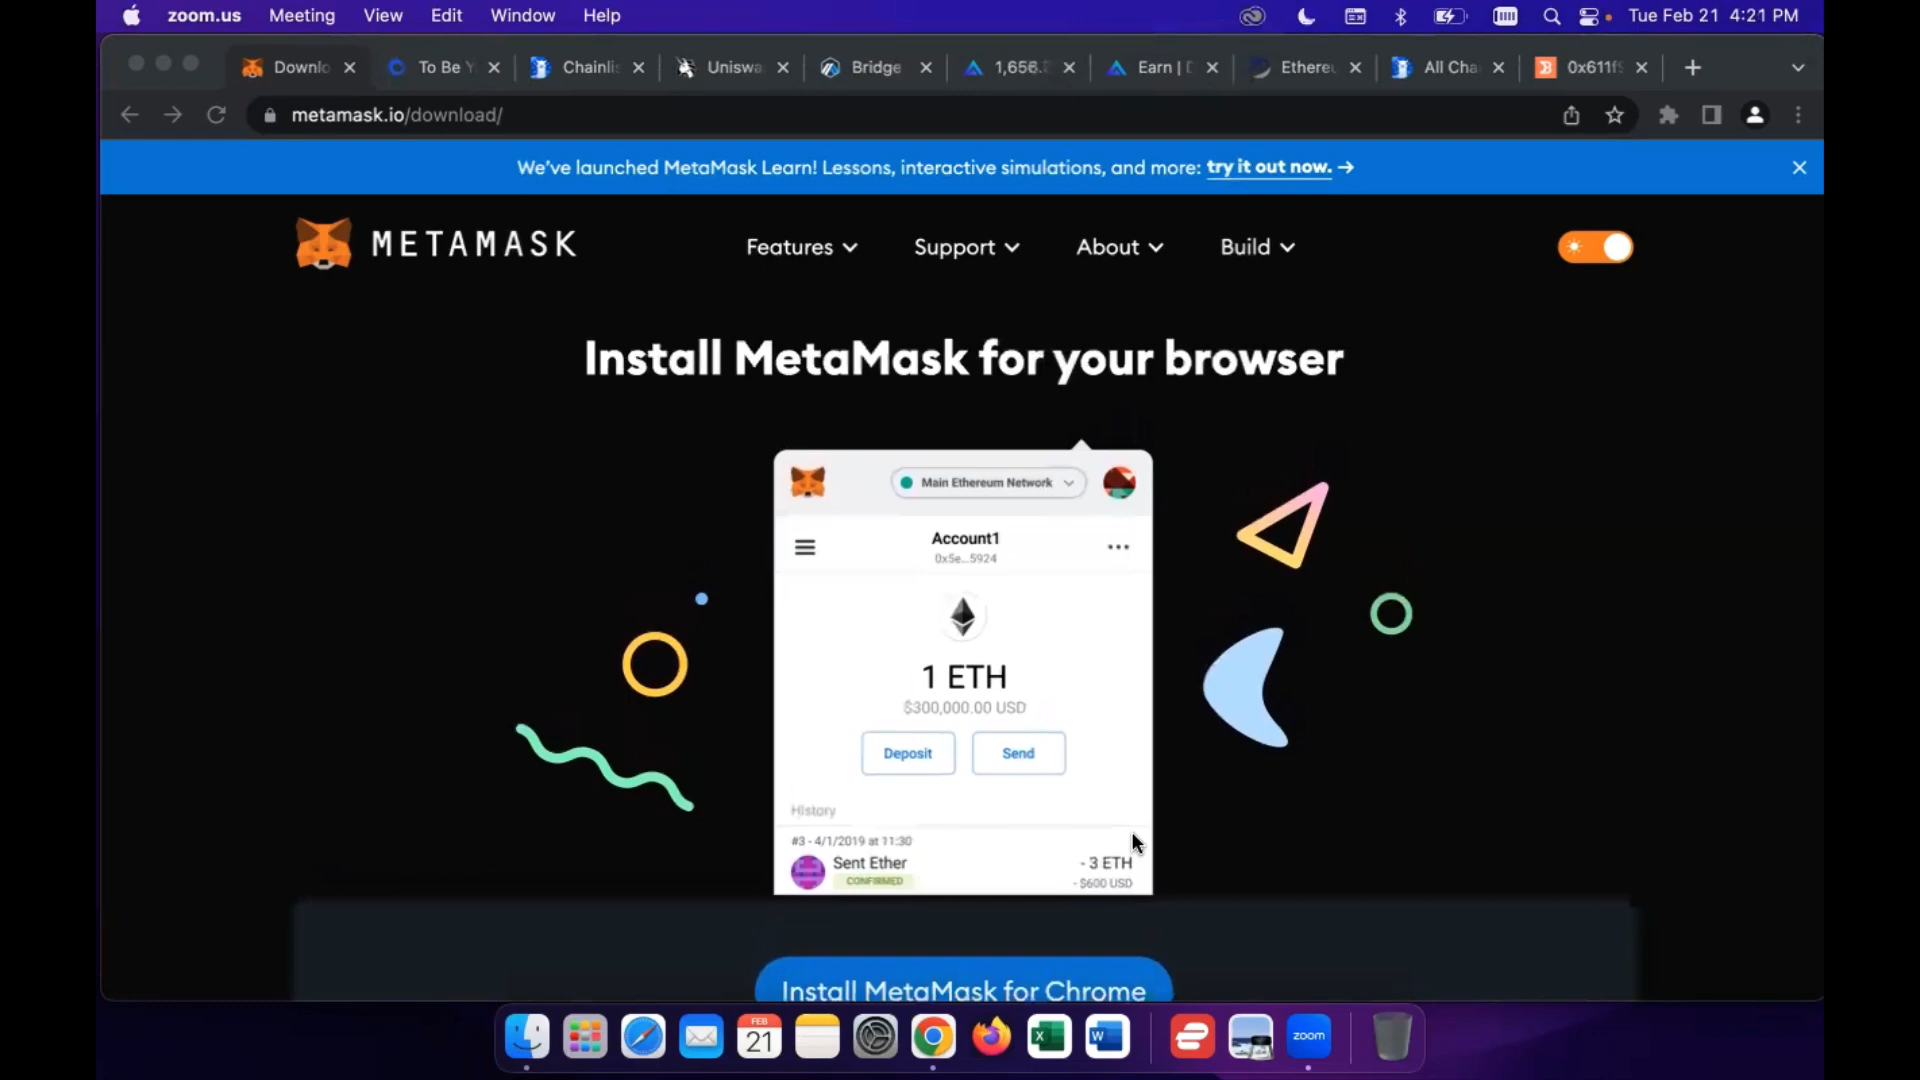 zoom.us Meeting View Edit Window Help Tue Feb 21 4:21 PM
Downlo To Be Y Chainlis Uniswa Bridge 1,656. Earn | D Ethere All Cha 0x611f
metamask.io/download/
We've launched MetaMask Learn! Lessons, interactive simulations, and more: try it out now. →
METAMASK Features Support About Build
Install MetaMask for your browser
Main Ethereum Network
Account1
0x5e...5924
1 ETH
$300,000.00 USD
Deposit Send
History
#3 - 4/1/2019 at 11:30
Sent Ether - 3 ETH
CONFIRMED - $600 USD
Install MetaMask for Chrome
FEB
21
X
W
zoom